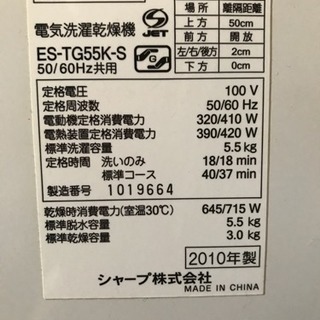 電気洗濯乾燥機
ES-TG55K-S
50/60Hz共用
JET
場所 離隔距離
上方 50cm
前方 開放
左/右/後方 2cm
下方 0cm
定格電圧 100 V
定格周波数 50/60 Hz
電動機定格消費電力 320/410 W
電熱装置定格消費電力 390/420 W
標準洗濯容量 5.5 kg
定格時間 洗いのみ 18/18 min
標準コース 40/37 min
製造番号 1019664
乾燥時消費電力(室温30℃) 645/715 W
標準脱水容量 5.5 kg
標準乾燥容量 3.0 kg
2010年製
シャープ株式会社
MADE IN CHINA